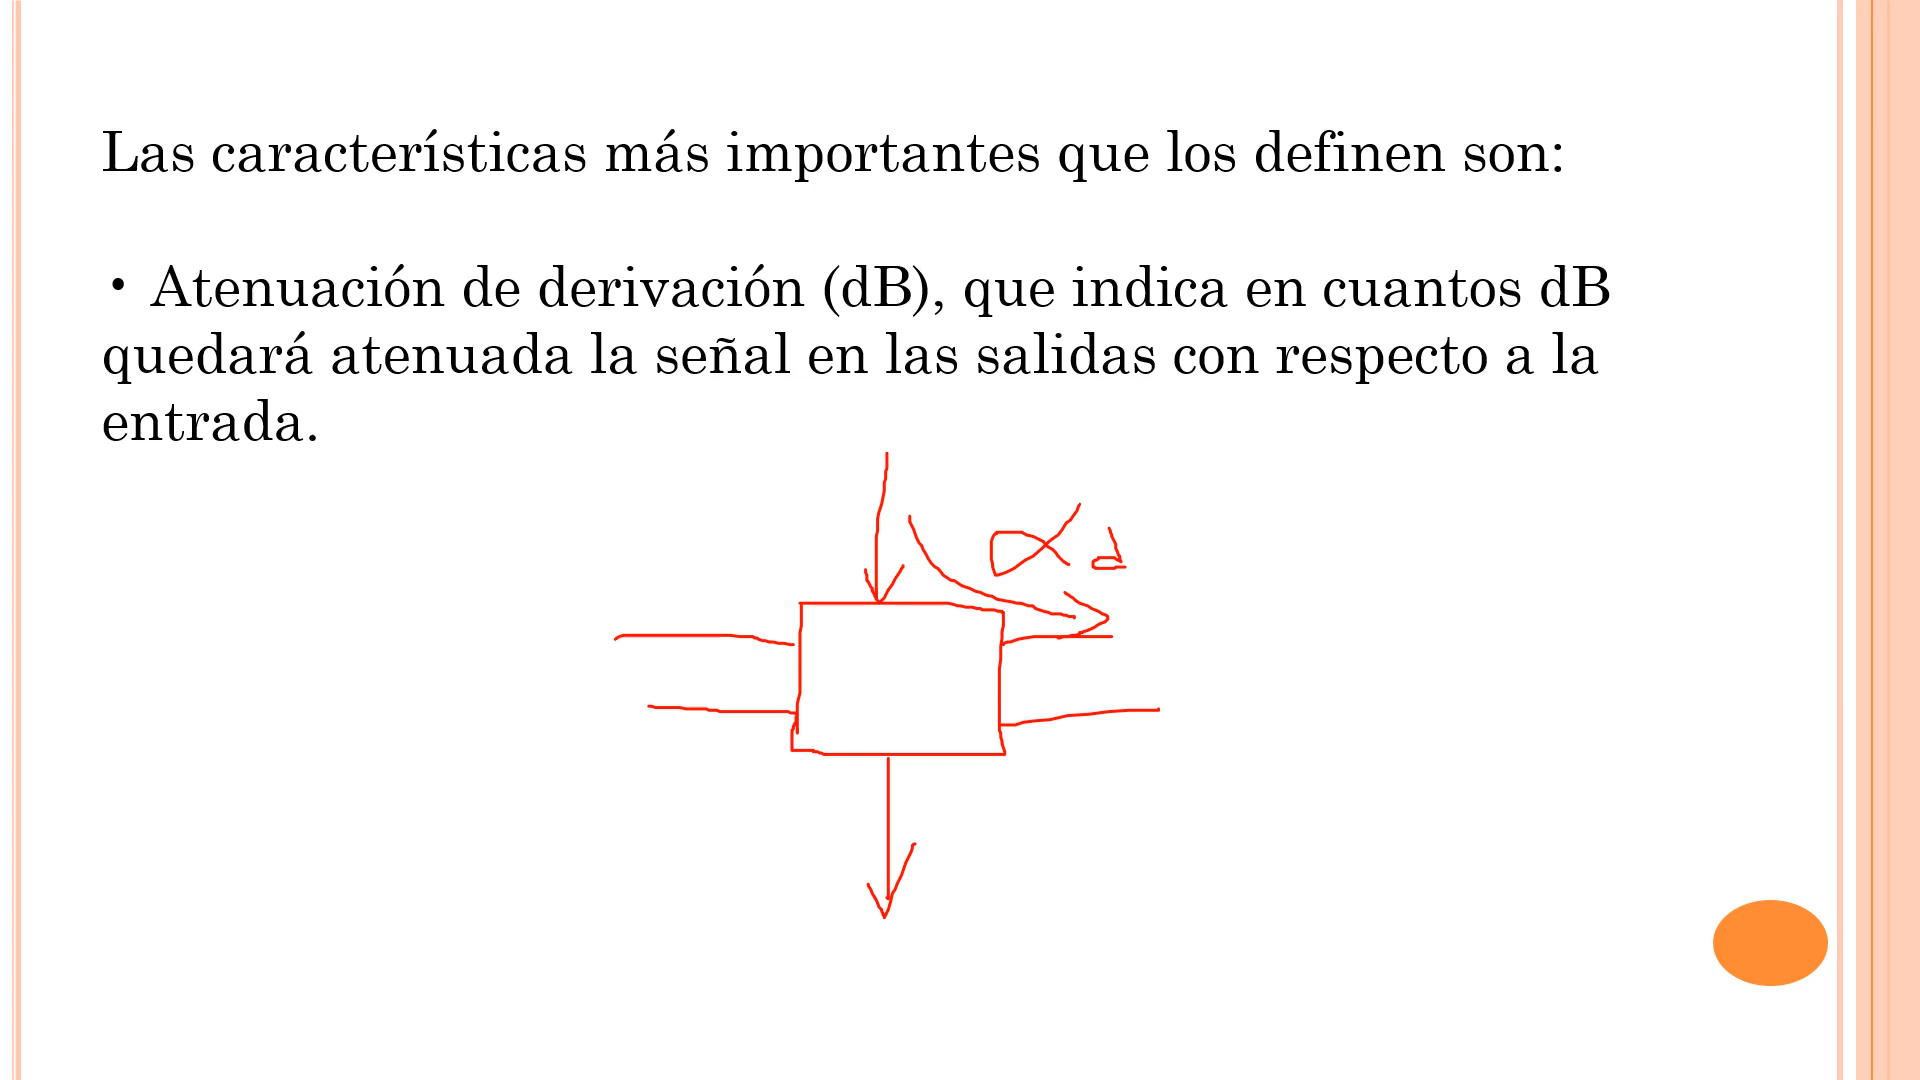 Las características más importantes que los definen son:
• Atenuación de derivación (dB), que indica en cuantos dB
quedará atenuada la señal en las salidas con respecto a la
entrada.
α d